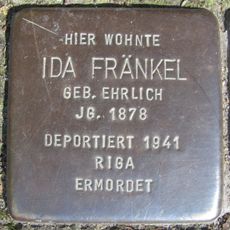 HIER WOHNTE
IDA FRÄNKEL
GEB. EHRLICH
JG. 1878
DEPORTIERT 1941
RIGA
ERMORDET